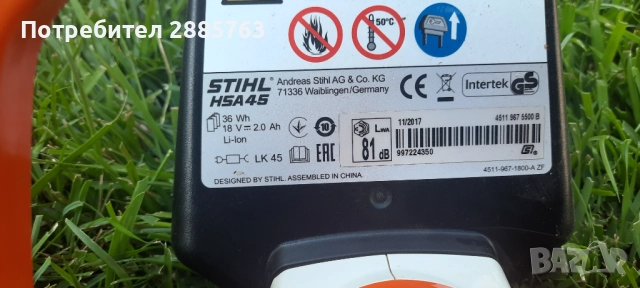 Потребител 2885763
50°C
STIHL
HSA45
Andreas Stihl AG & Co. KG
71336 Waiblingen/Germany
CE
Intertek
GS
36 Wh
18 V 2.0 Ah
Li-Ion
10
LWA
81 dB
11/2017
4511 967 5500 B
997224350
LK 45
EAC
DESIGNED BY STIHL. ASSEMBLED IN CHINA.
4511-967-1800-A ZF
BAZAR